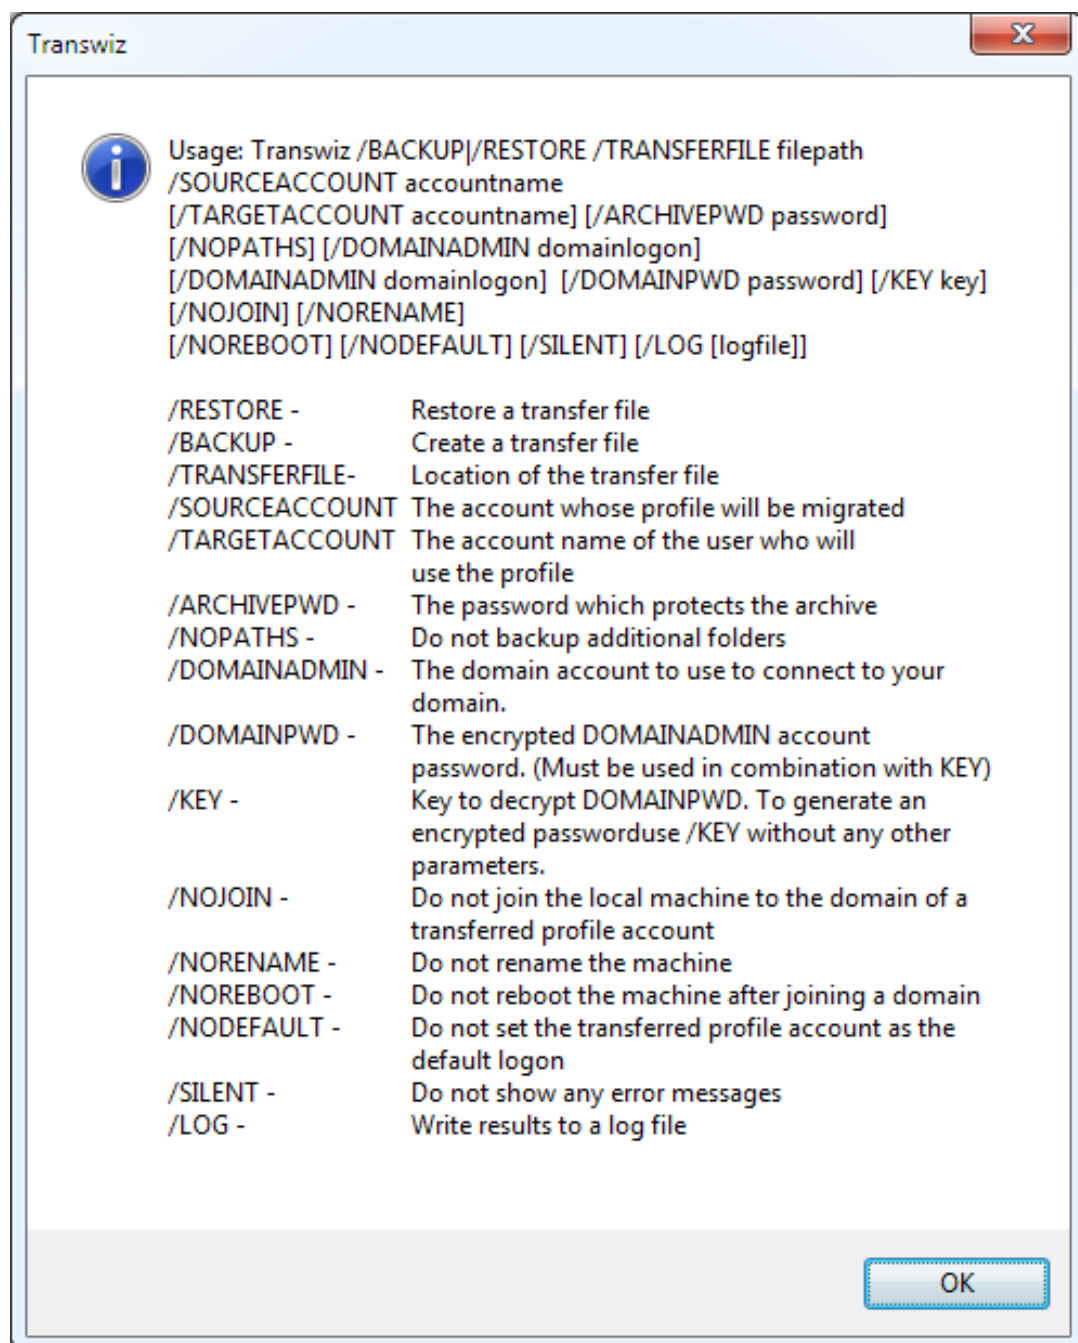 Transwiz
Usage: Transwiz /BACKUP|/RESTORE /TRANSFERFILE filepath
/SOURCEACCOUNT accountname
[/TARGETACCOUNT accountname] [/ARCHIVEPWD password]
[/NOPATHS] [/DOMAINADMIN domainlogon]
[/DOMAINADMIN domainlogon]  [/DOMAINPWD password] [/KEY key]
[/NOJOIN] [/NORENAME]
[/NOREBOOT] [/NODEFAULT] [/SILENT] [/LOG [logfile]]
/RESTORE - Restore a transfer file
/BACKUP - Create a transfer file
/TRANSFERFILE- Location of the transfer file
/SOURCEACCOUNT The account whose profile will be migrated
/TARGETACCOUNT The account name of the user who will
use the profile
/ARCHIVEPWD - The password which protects the archive
/NOPATHS - Do not backup additional folders
/DOMAINADMIN - The domain account to use to connect to your
domain.
/DOMAINPWD - The encrypted DOMAINADMIN account
password. (Must be used in combination with KEY)
/KEY - Key to decrypt DOMAINPWD. To generate an
encrypted passworduse /KEY without any other
parameters.
/NOJOIN - Do not join the local machine to the domain of a
transferred profile account
/NORENAME - Do not rename the machine
/NOREBOOT - Do not reboot the machine after joining a domain
/NODEFAULT - Do not set the transferred profile account as the
default logon
/SILENT - Do not show any error messages
/LOG - Write results to a log file
OK